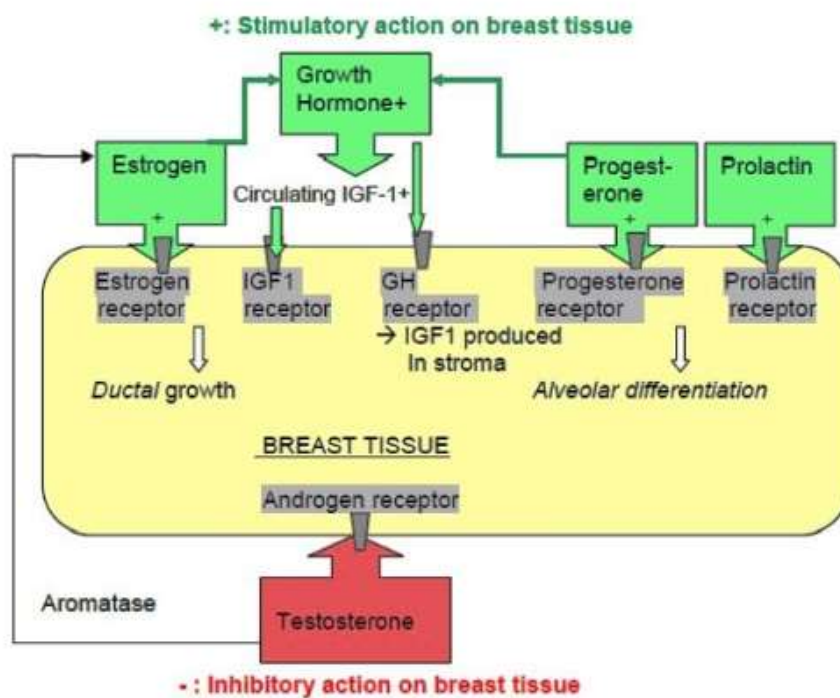 +: Stimulatory action on breast tissue
Growth
Hormone+
Estrogen
+
Progest-
erone
+
Prolactin
+
Circulating IGF-1+
Estrogen
receptor
IGF1
receptor
GH
receptor
→ IGF1 produced
In stroma
Progesterone
receptor
Prolactin
receptor
Ductal growth
Alveolar differentiation
BREAST TISSUE
Androgen receptor
Aromatase
Testosterone
- : Inhibitory action on breast tissue